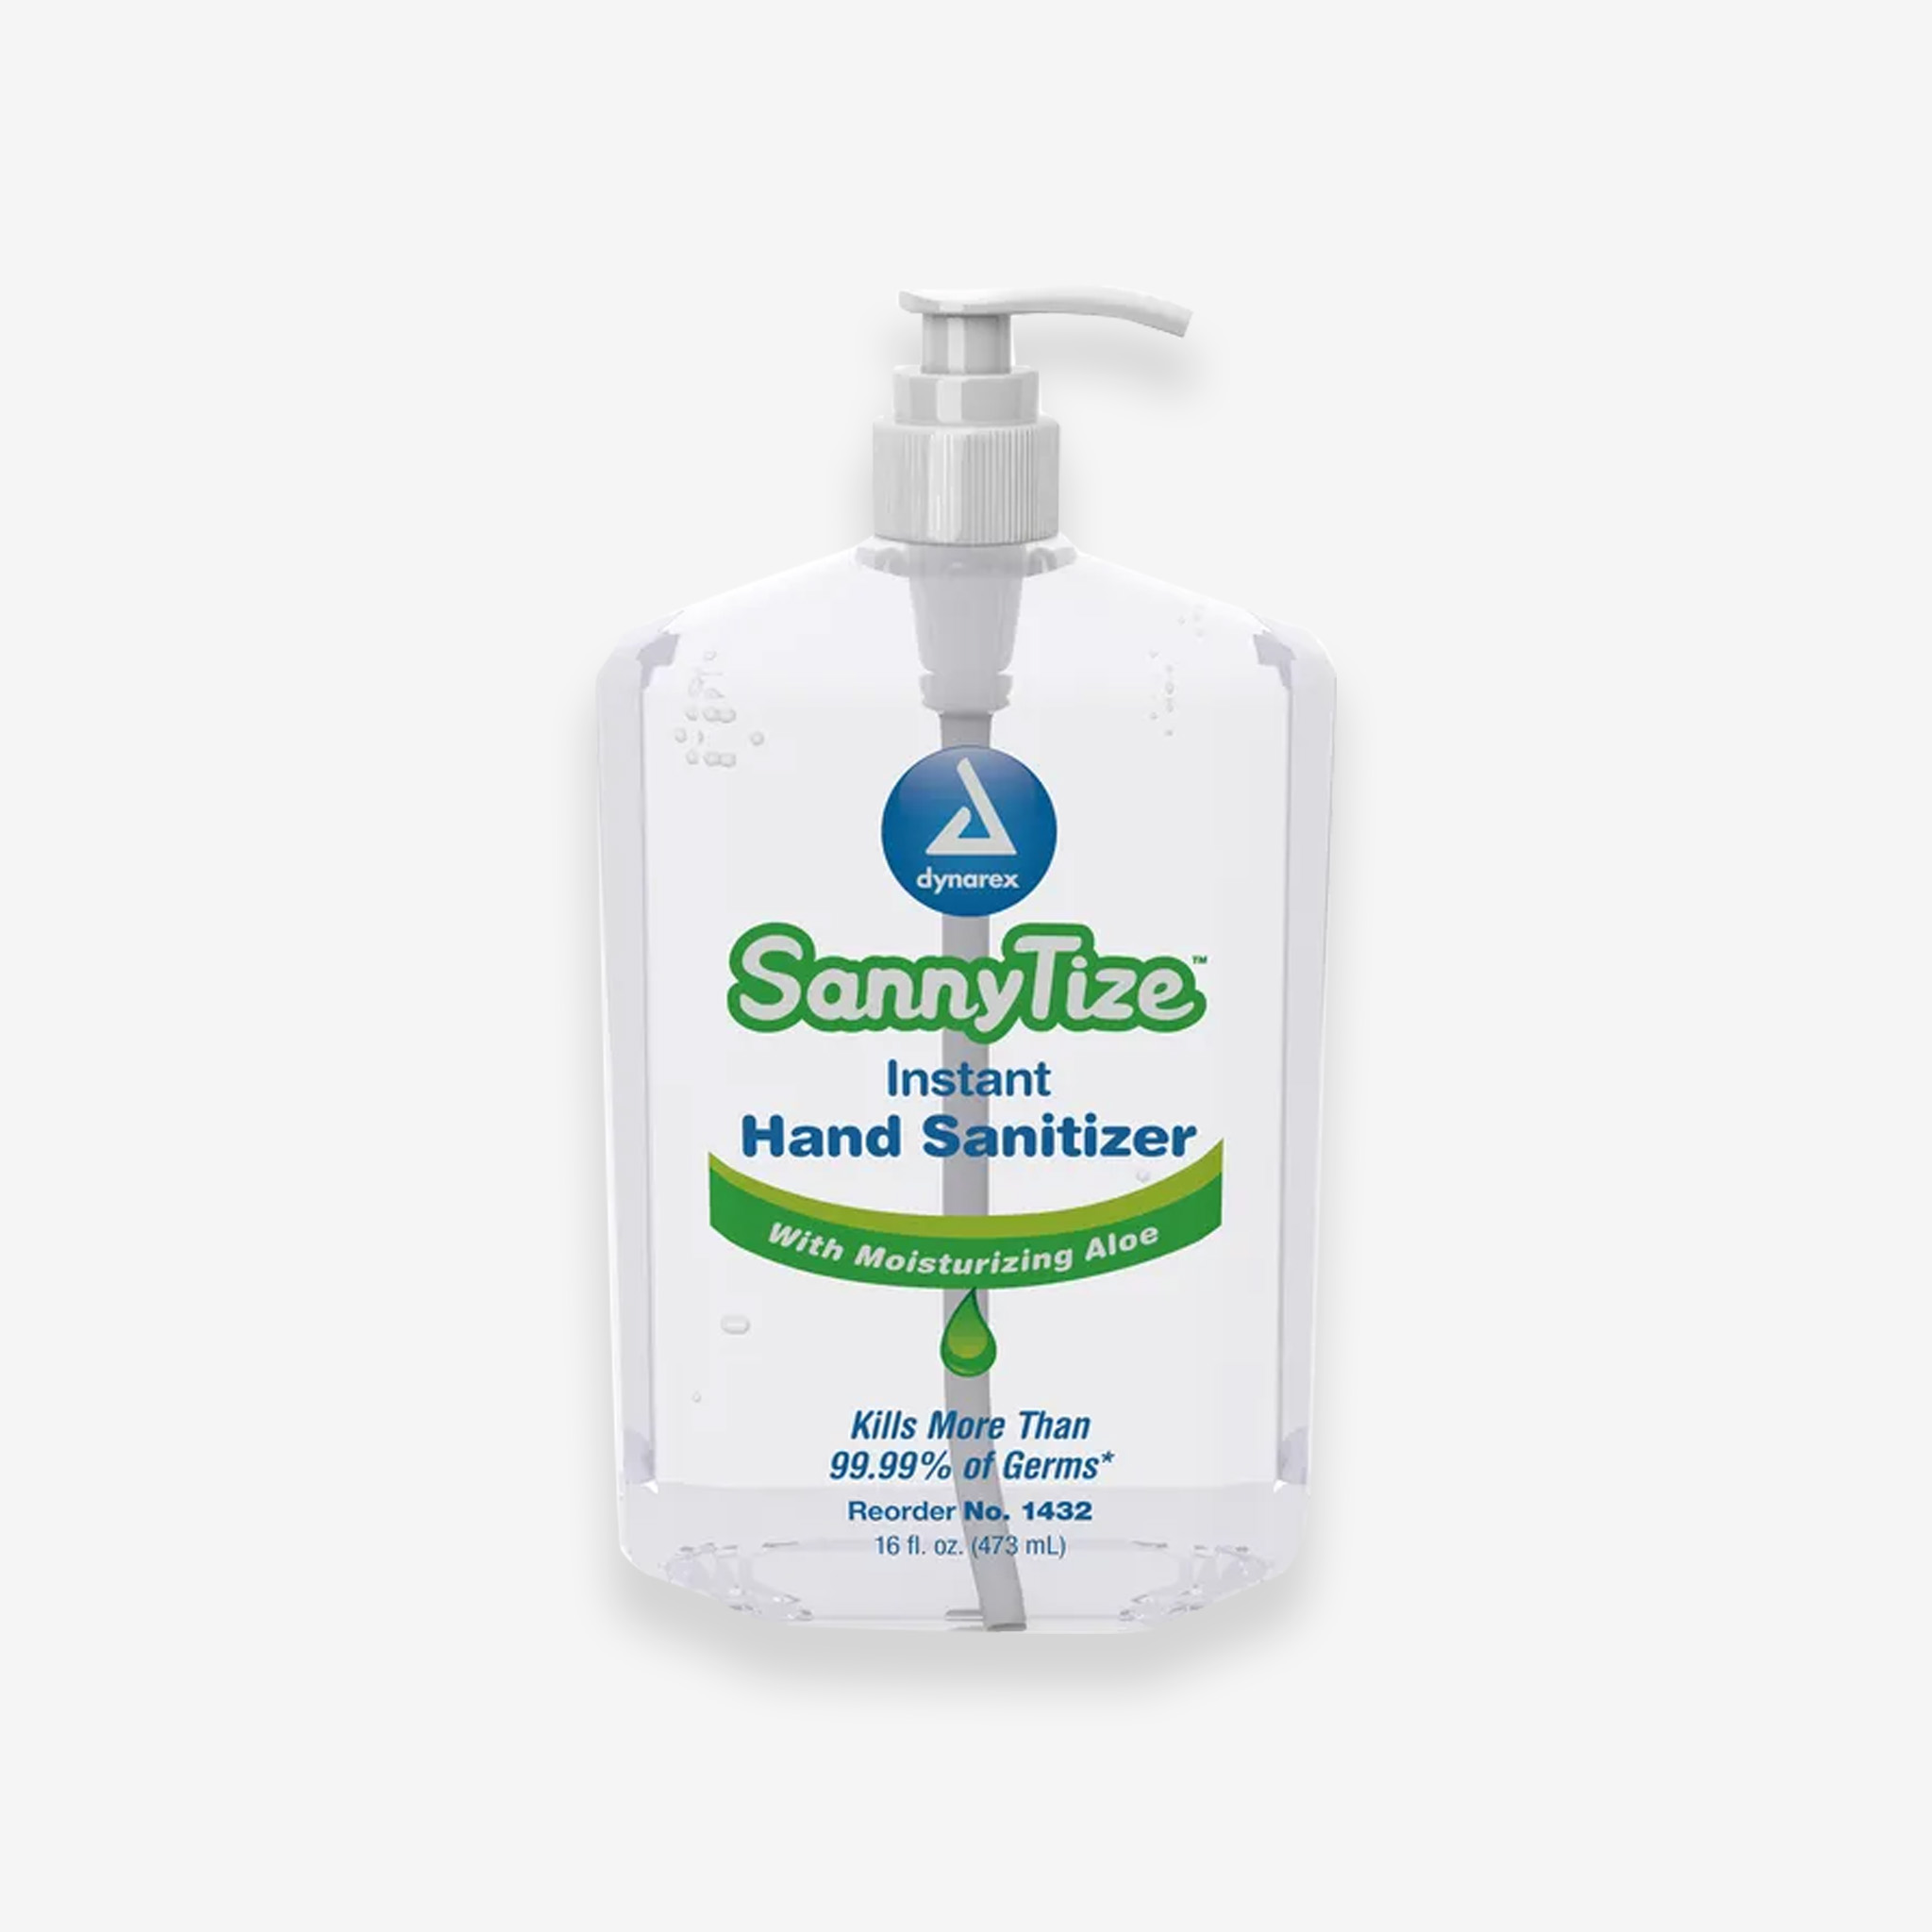 dynarex
SannyTize™
Instant
Hand Sanitizer
With Moisturizing Aloe
Kills More Than
99.99% of Germs*
Reorder No. 1432
16 fl. oz. (473 mL)